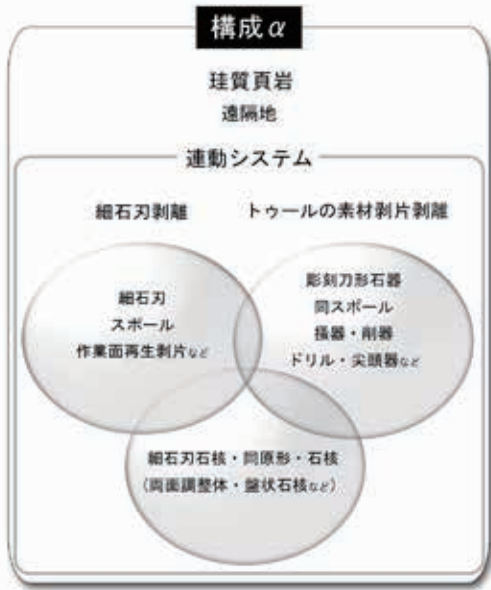 構成α
珪質頁岩
遠隔地
連動システム
細石刃剥離
トゥールの素材剥片剥離
細石刃
スポール
作業面再生剥片など
彫刻刀形石器
同スポール
掻器・削器
ドリル・尖頭器など
細石刃石核・同原形・石核
(両面調整体・盤状石核など)